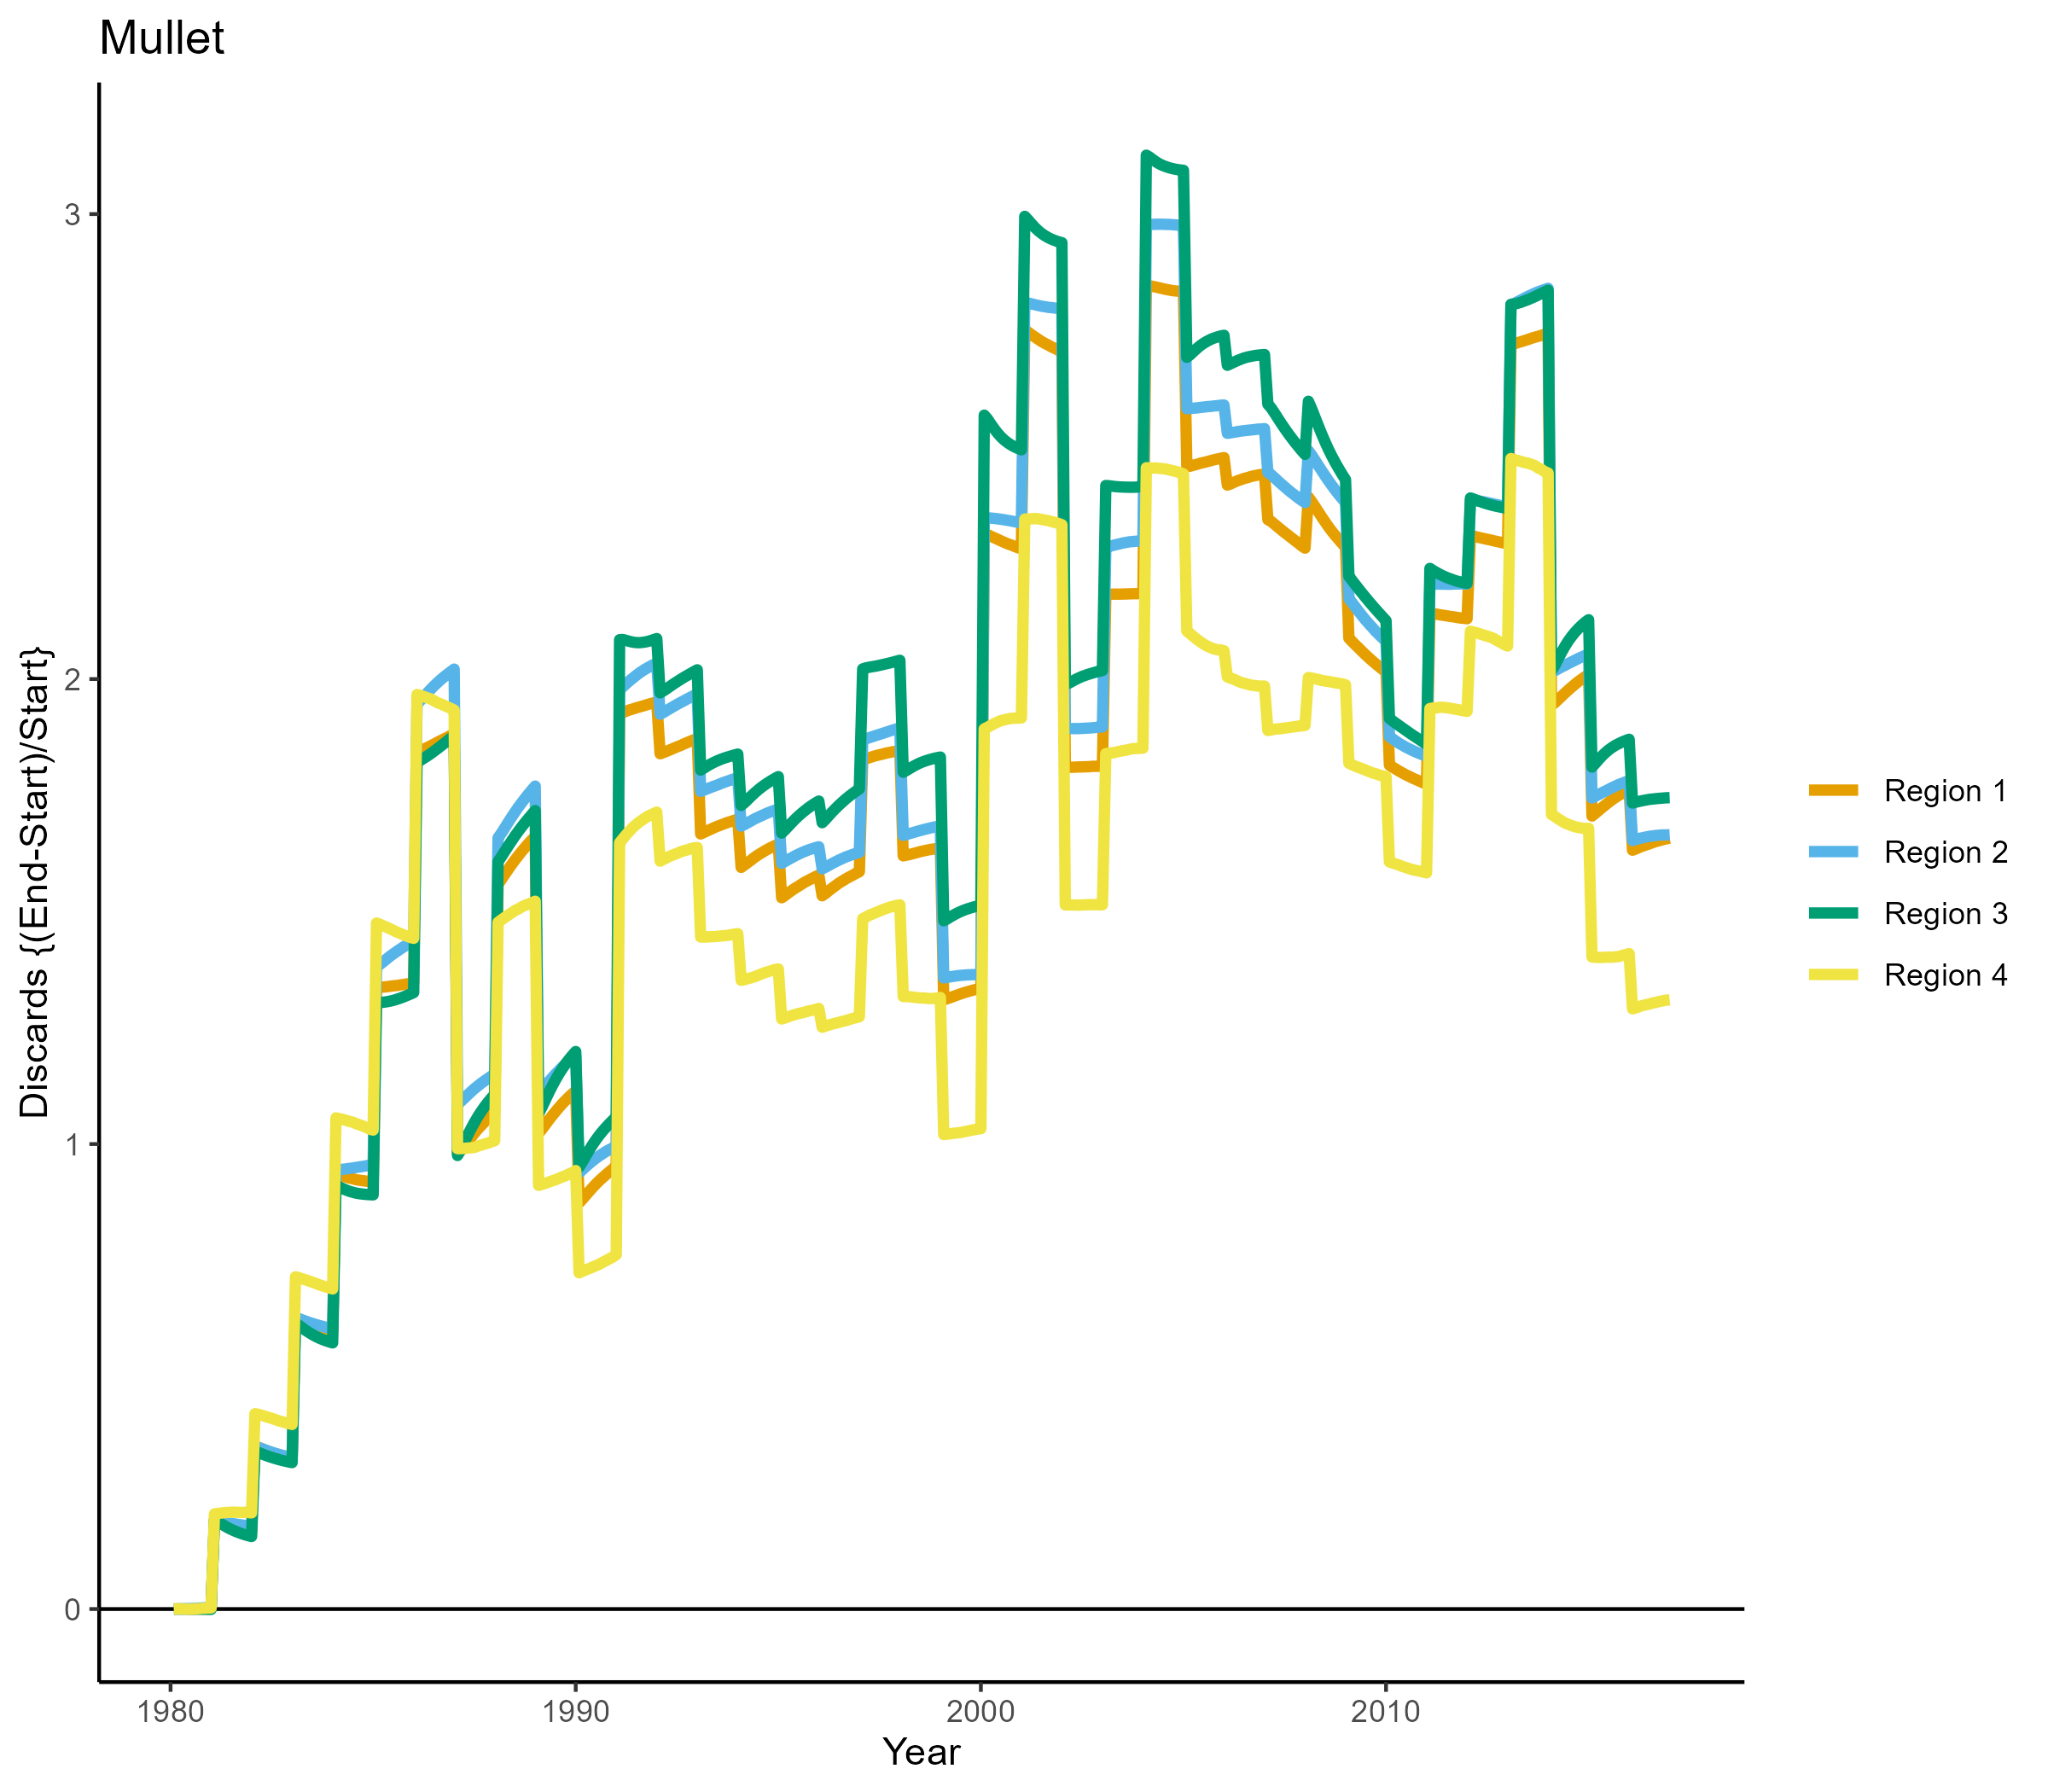 Mullet
Discards {(End-Start)/Start}
3
2
1
0
1980
1990
2000
2010
Year
Region 1
Region 2
Region 3
Region 4